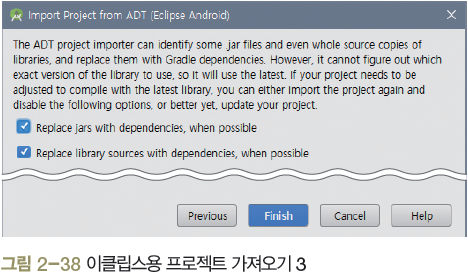 Import Project from ADT (Eclipse Android)
The ADT project importer can identify some .jar files and even whole source copies of
libraries, and replace them with Gradle dependencies. However, it cannot figure out which
exact version of the library to use, so it will use the latest. If your project needs to be
adjusted to compile with the latest library, you can either import the project again and
disable the following options, or better yet, update your project.
Replace jars with dependencies, when possible
Replace library sources with dependencies, when possible
Previous Finish Cancel Help
그림 2-38 이클립스용 프로젝트 가져오기 3